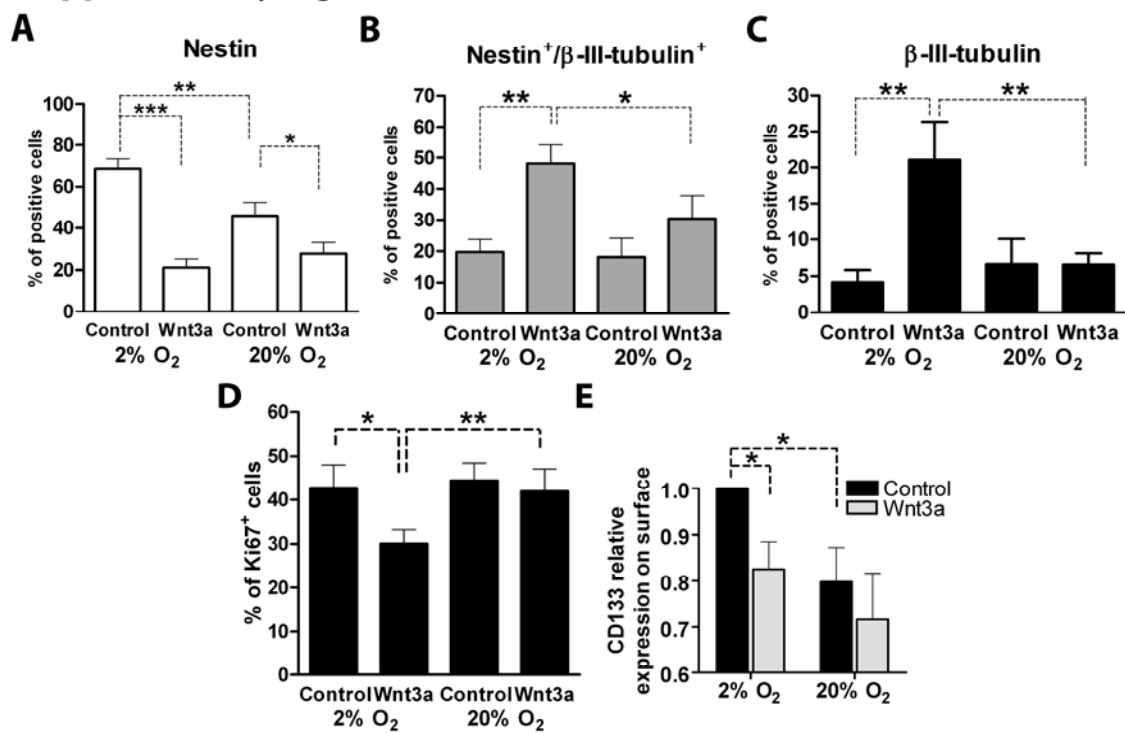 A
Nestin
**
***
*
100
80
60
40
20
0
% of positive cells
Control Wnt3a Control Wnt3a
2% O₂ 20% O₂
B
Nestin⁺/β-III-tubulin⁺
**
*
70
60
50
40
30
20
10
0
% of positive cells
Control Wnt3a Control Wnt3a
2% O₂ 20% O₂
C
β-III-tubulin
**
**
30
25
20
15
10
5
0
% of positive cells
Control Wnt3a Control Wnt3a
2% O₂ 20% O₂
D
*
**
60
50
40
30
20
10
0
% of Ki67⁺ cells
Control Wnt3a Control Wnt3a
2% O₂ 20% O₂
E
*
*
Control
Wnt3a
1.0
0.9
0.8
0.7
0.6
CD133 relative
expression on surface
2% O₂ 20% O₂